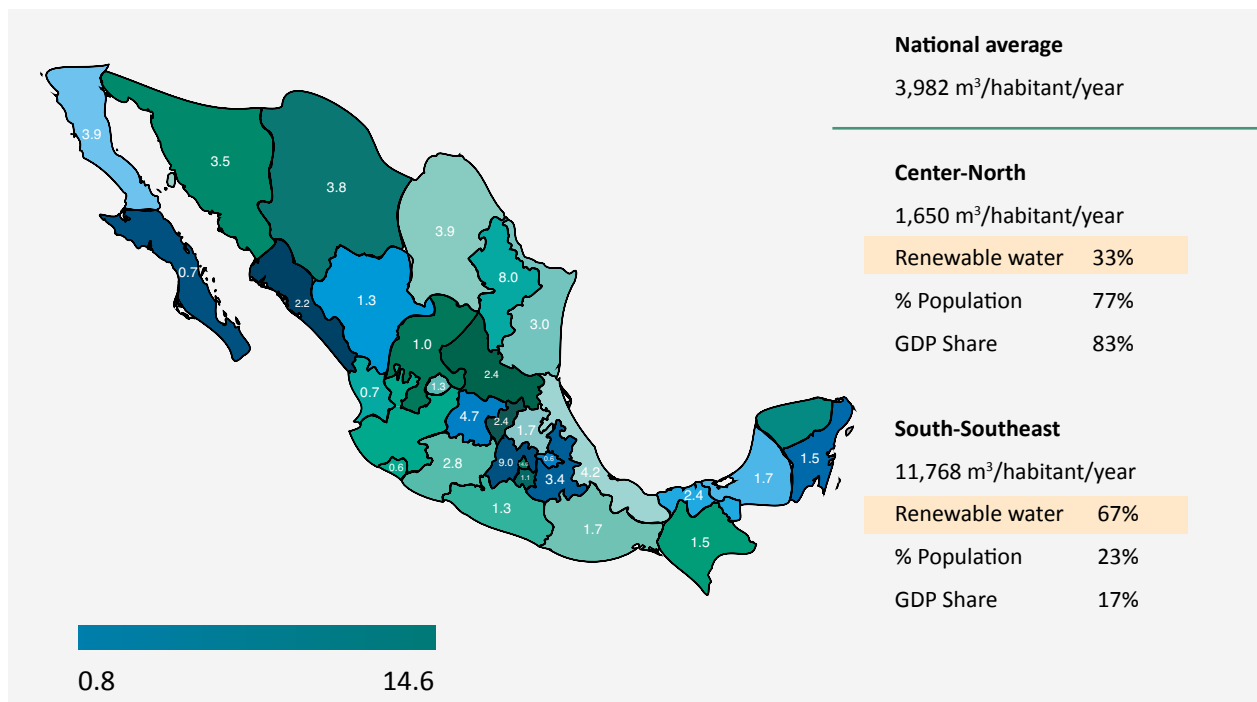 National average
3,982 m³/habitant/year
Center-North
1,650 m³/habitant/year
Renewable water 33%
% Population 77%
GDP Share 83%
South-Southeast
11,768 m³/habitant/year
Renewable water 67%
% Population 23%
GDP Share 17%
3.9
3.5
3.8
3.9
0.7
8.0
2.2
1.3
3.0
1.0
2.4
1.3
0.7
4.7
2.4
1.7
0.6
2.8
9.0
0.6
1.1
3.4
4.2
1.3
1.7
2.4
1.7
1.5
1.5
0.8 14.6